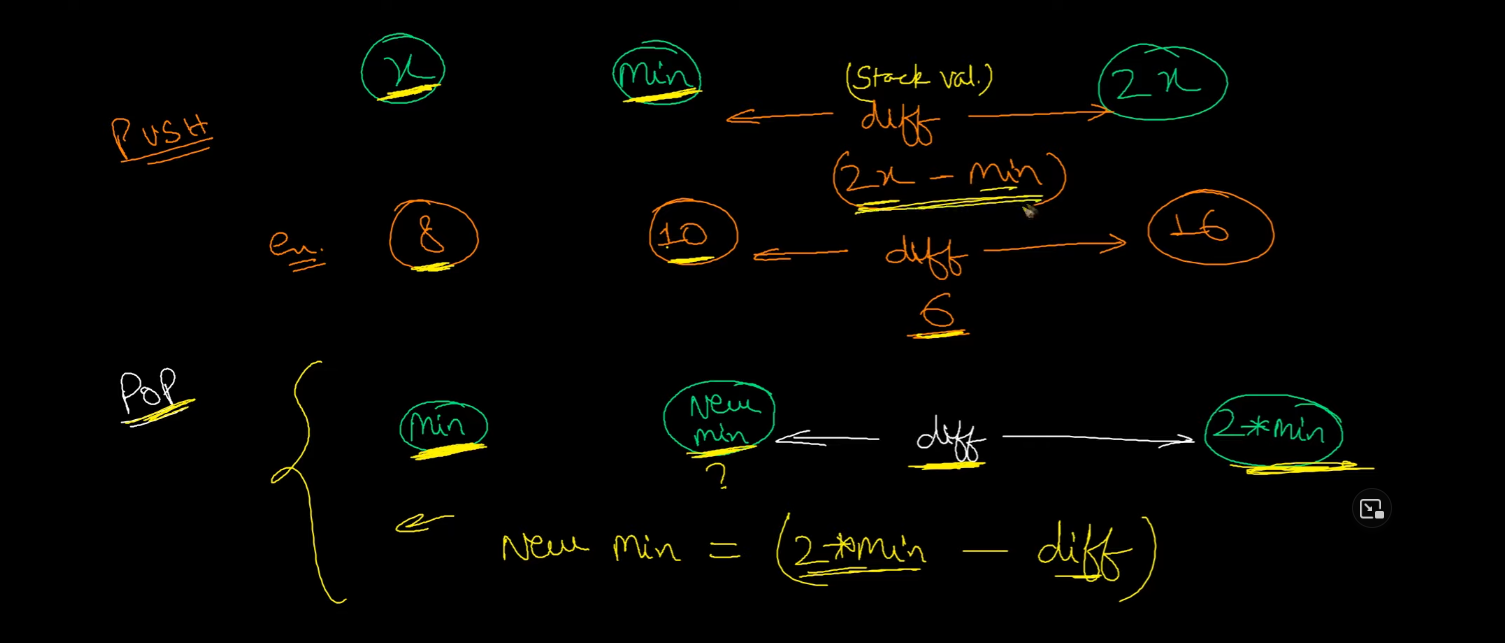 x min (Stack val.) 2x
PUSH diff
(2x - min)
ex. 8 10 diff 16
6
POP min New min diff 2*min
?
New min = (2*min - diff)